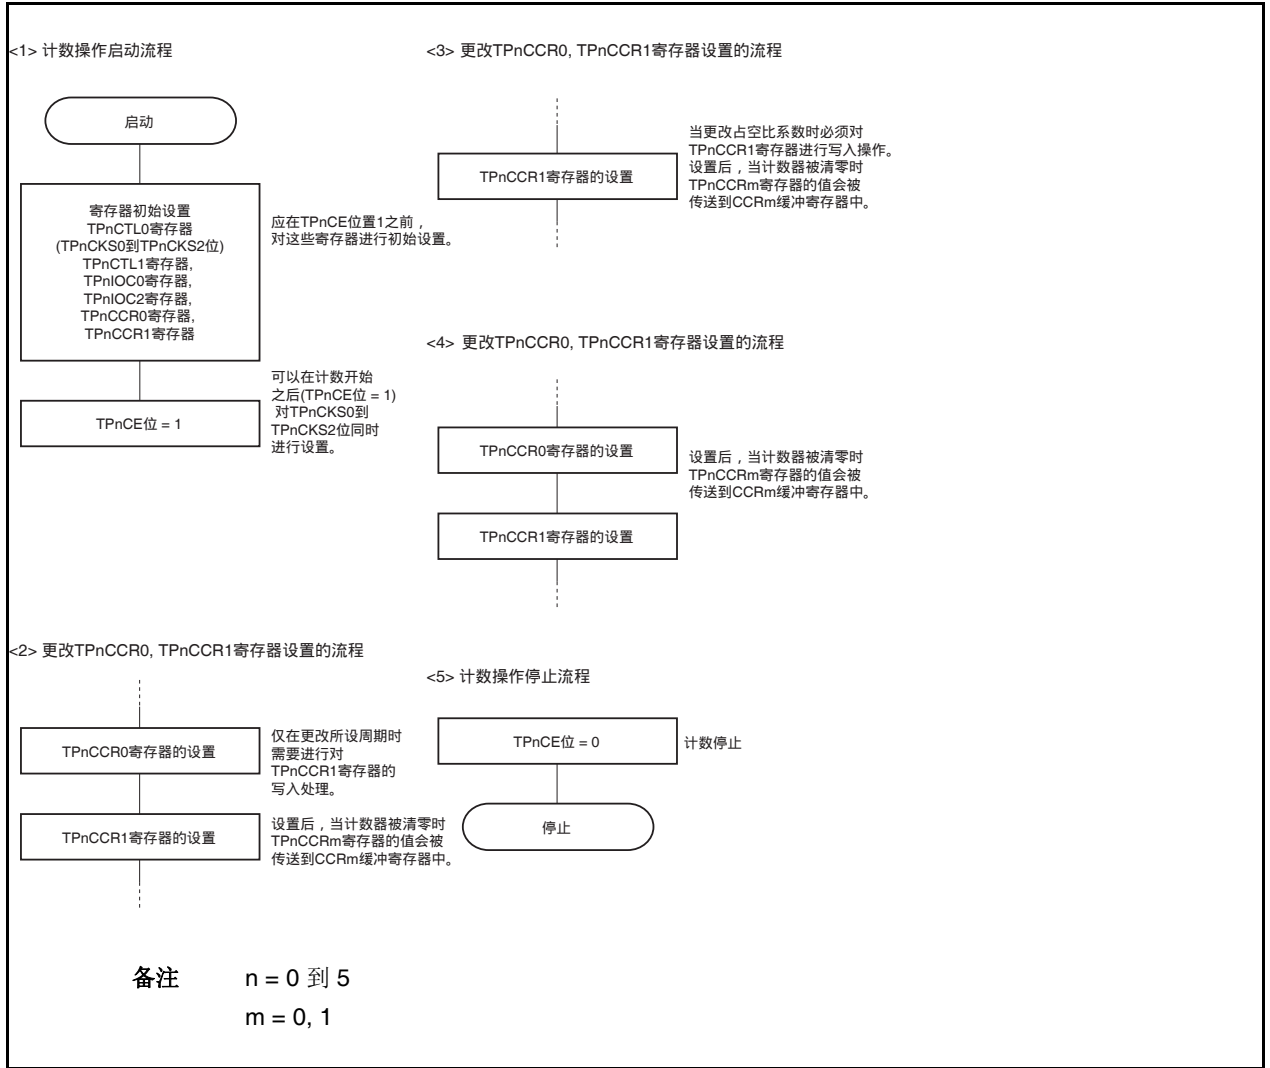 <1> 计数操作启动流程
启动
寄存器初始设置
TPnCTL0寄存器
(TPnCKS0到TPnCKS2位)
TPnCTL1寄存器,
TPnIOC0寄存器,
TPnIOC2寄存器,
TPnCCR0寄存器,
TPnCCR1寄存器
应在TPnCE位置1之前，
对这些寄存器进行初始设置。
TPnCE位 = 1
可以在计数开始
之后(TPnCE位 = 1)
对TPnCKS0到
TPnCKS2位同时
进行设置。
<2> 更改TPnCCR0, TPnCCR1寄存器设置的流程
TPnCCR0寄存器的设置
仅在更改所设周期时
需要进行对
TPnCCR1寄存器的
写入处理。
TPnCCR1寄存器的设置
设置后，当计数器被清零时
TPnCCRm寄存器的值会被
传送到CCRm缓冲寄存器中。
<3> 更改TPnCCR0, TPnCCR1寄存器设置的流程
TPnCCR1寄存器的设置
当更改占空比系数时必须对
TPnCCR1寄存器进行写入操作。
设置后，当计数器被清零时
TPnCCRm寄存器的值会被
传送到CCRm缓冲寄存器中。
<4> 更改TPnCCR0, TPnCCR1寄存器设置的流程
TPnCCR0寄存器的设置
设置后，当计数器被清零时
TPnCCRm寄存器的值会被
传送到CCRm缓冲寄存器中。
TPnCCR1寄存器的设置
<5> 计数操作停止流程
TPnCE位 = 0
计数停止
停止
备注 n = 0 到 5
m = 0, 1